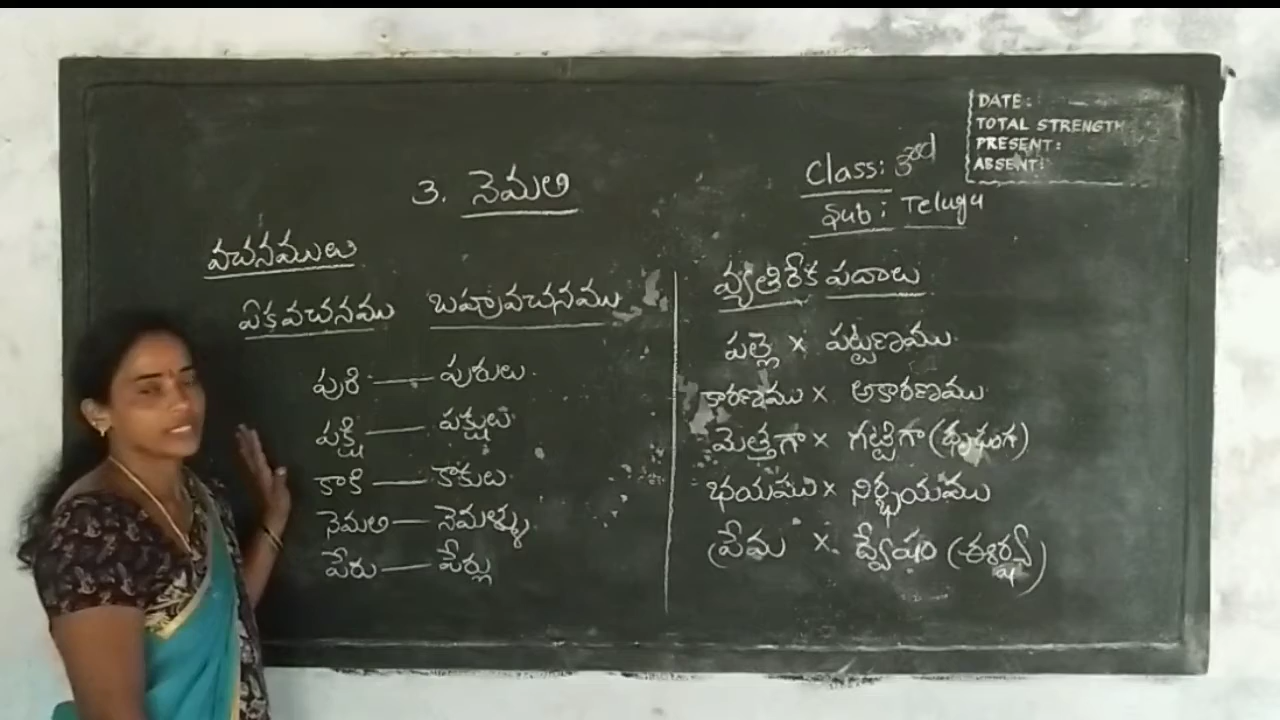 DATE:
TOTAL STRENGTH
PRESENT:
ABSENT:
Class: 3rd
Sub: Telugu
3. నెమలి
వచనములు
ఏకవచనము బహువచనము
పురి — పురులు.
పక్షి — పక్షులు
కాకి — కాకులు
నెమలి — నెమళ్ళు
పేరు — పేర్లు
వ్యతిరేక పదాలు
పల్లె × పట్టణము
కారణము × అకారణము
మెత్తగా × గట్టిగా
భయము × నిర్భయము
ప్రేమ × ద్వేషం (ఈర్ష్య)